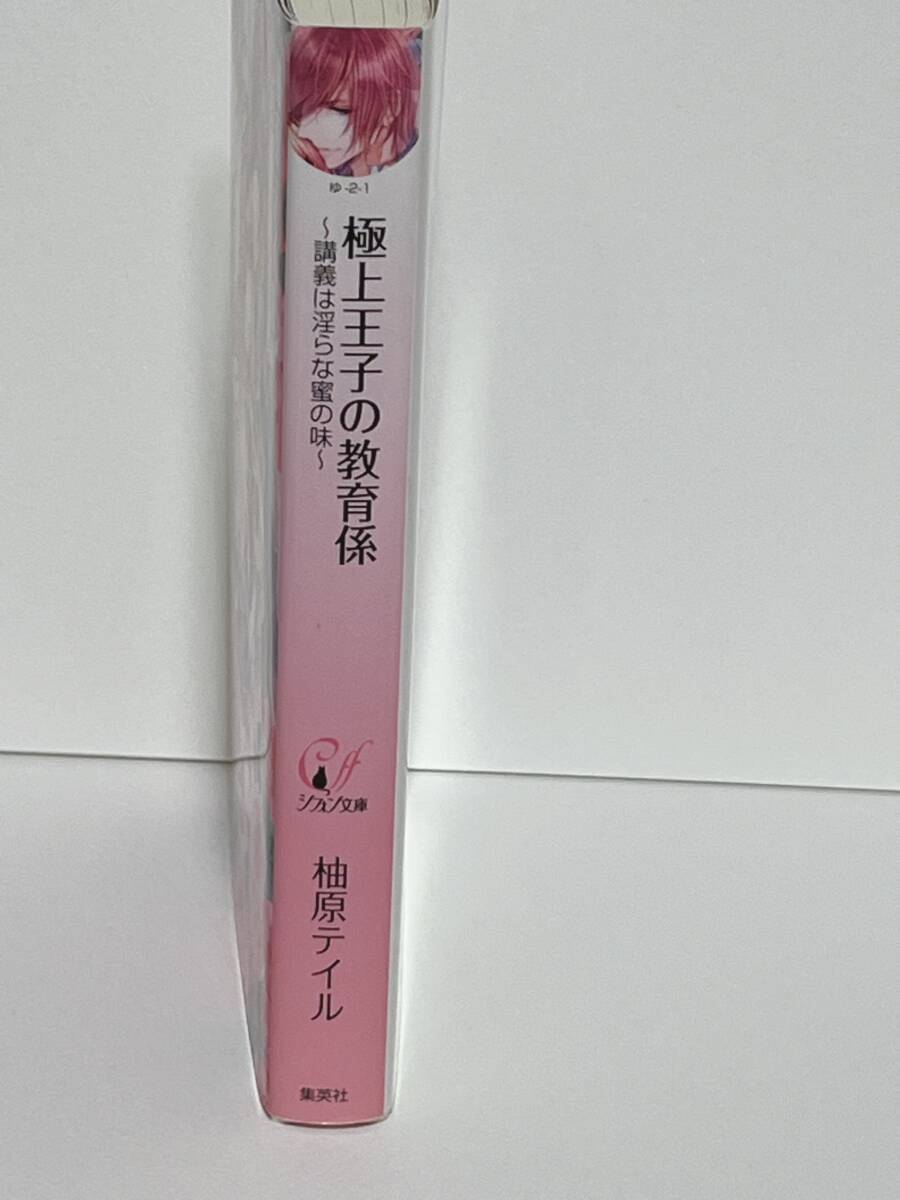 ゆ-2-1
極上王子の教育係
～講義は淫らな蜜の味～
Cf
シフォン文庫
柚原テイル
集英社